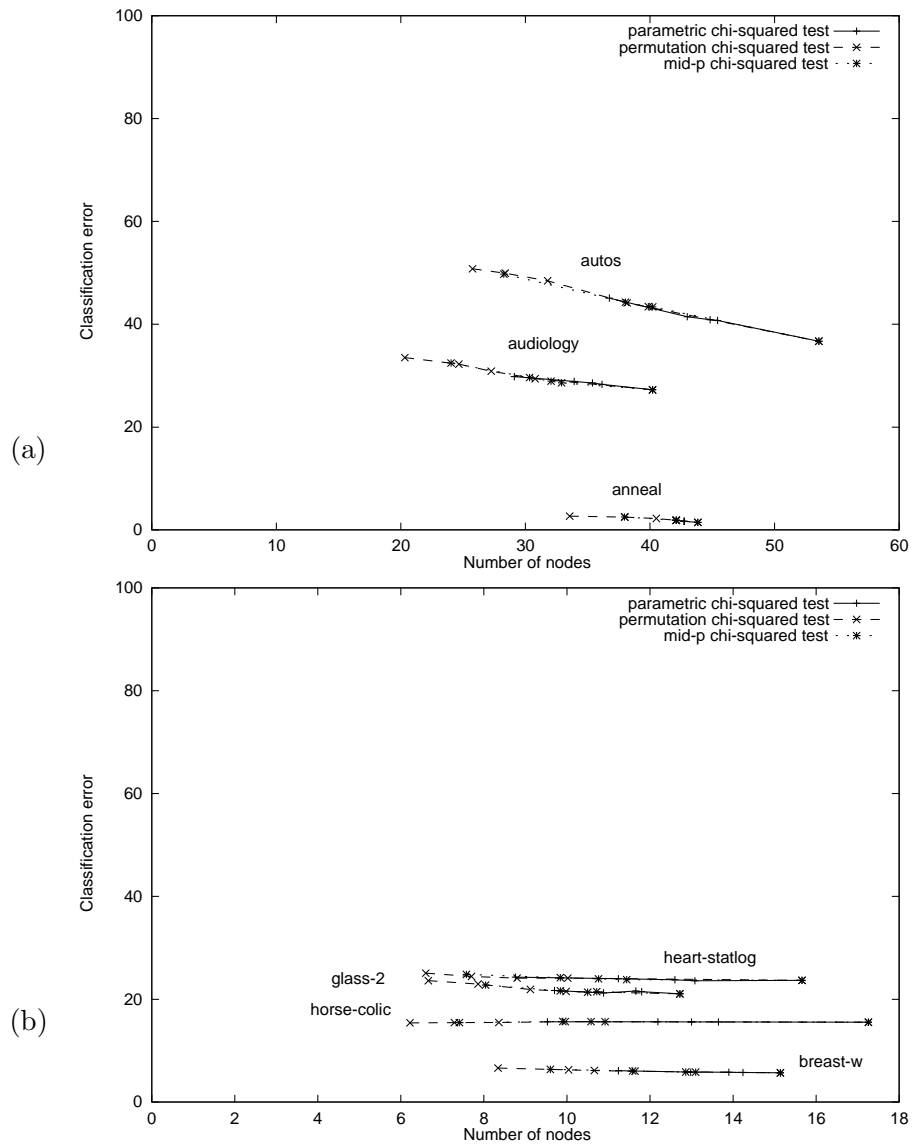 (a)
100
80
60
40
20
0
Classification error
parametric chi-squared test
permutation chi-squared test
mid-p chi-squared test
autos
audiology
anneal
0 10 20 30 40 50 60
Number of nodes
(b)
100
80
60
40
20
0
Classification error
parametric chi-squared test
permutation chi-squared test
mid-p chi-squared test
heart-statlog
glass-2
horse-colic
breast-w
0 2 4 6 8 10 12 14 16 18
Number of nodes